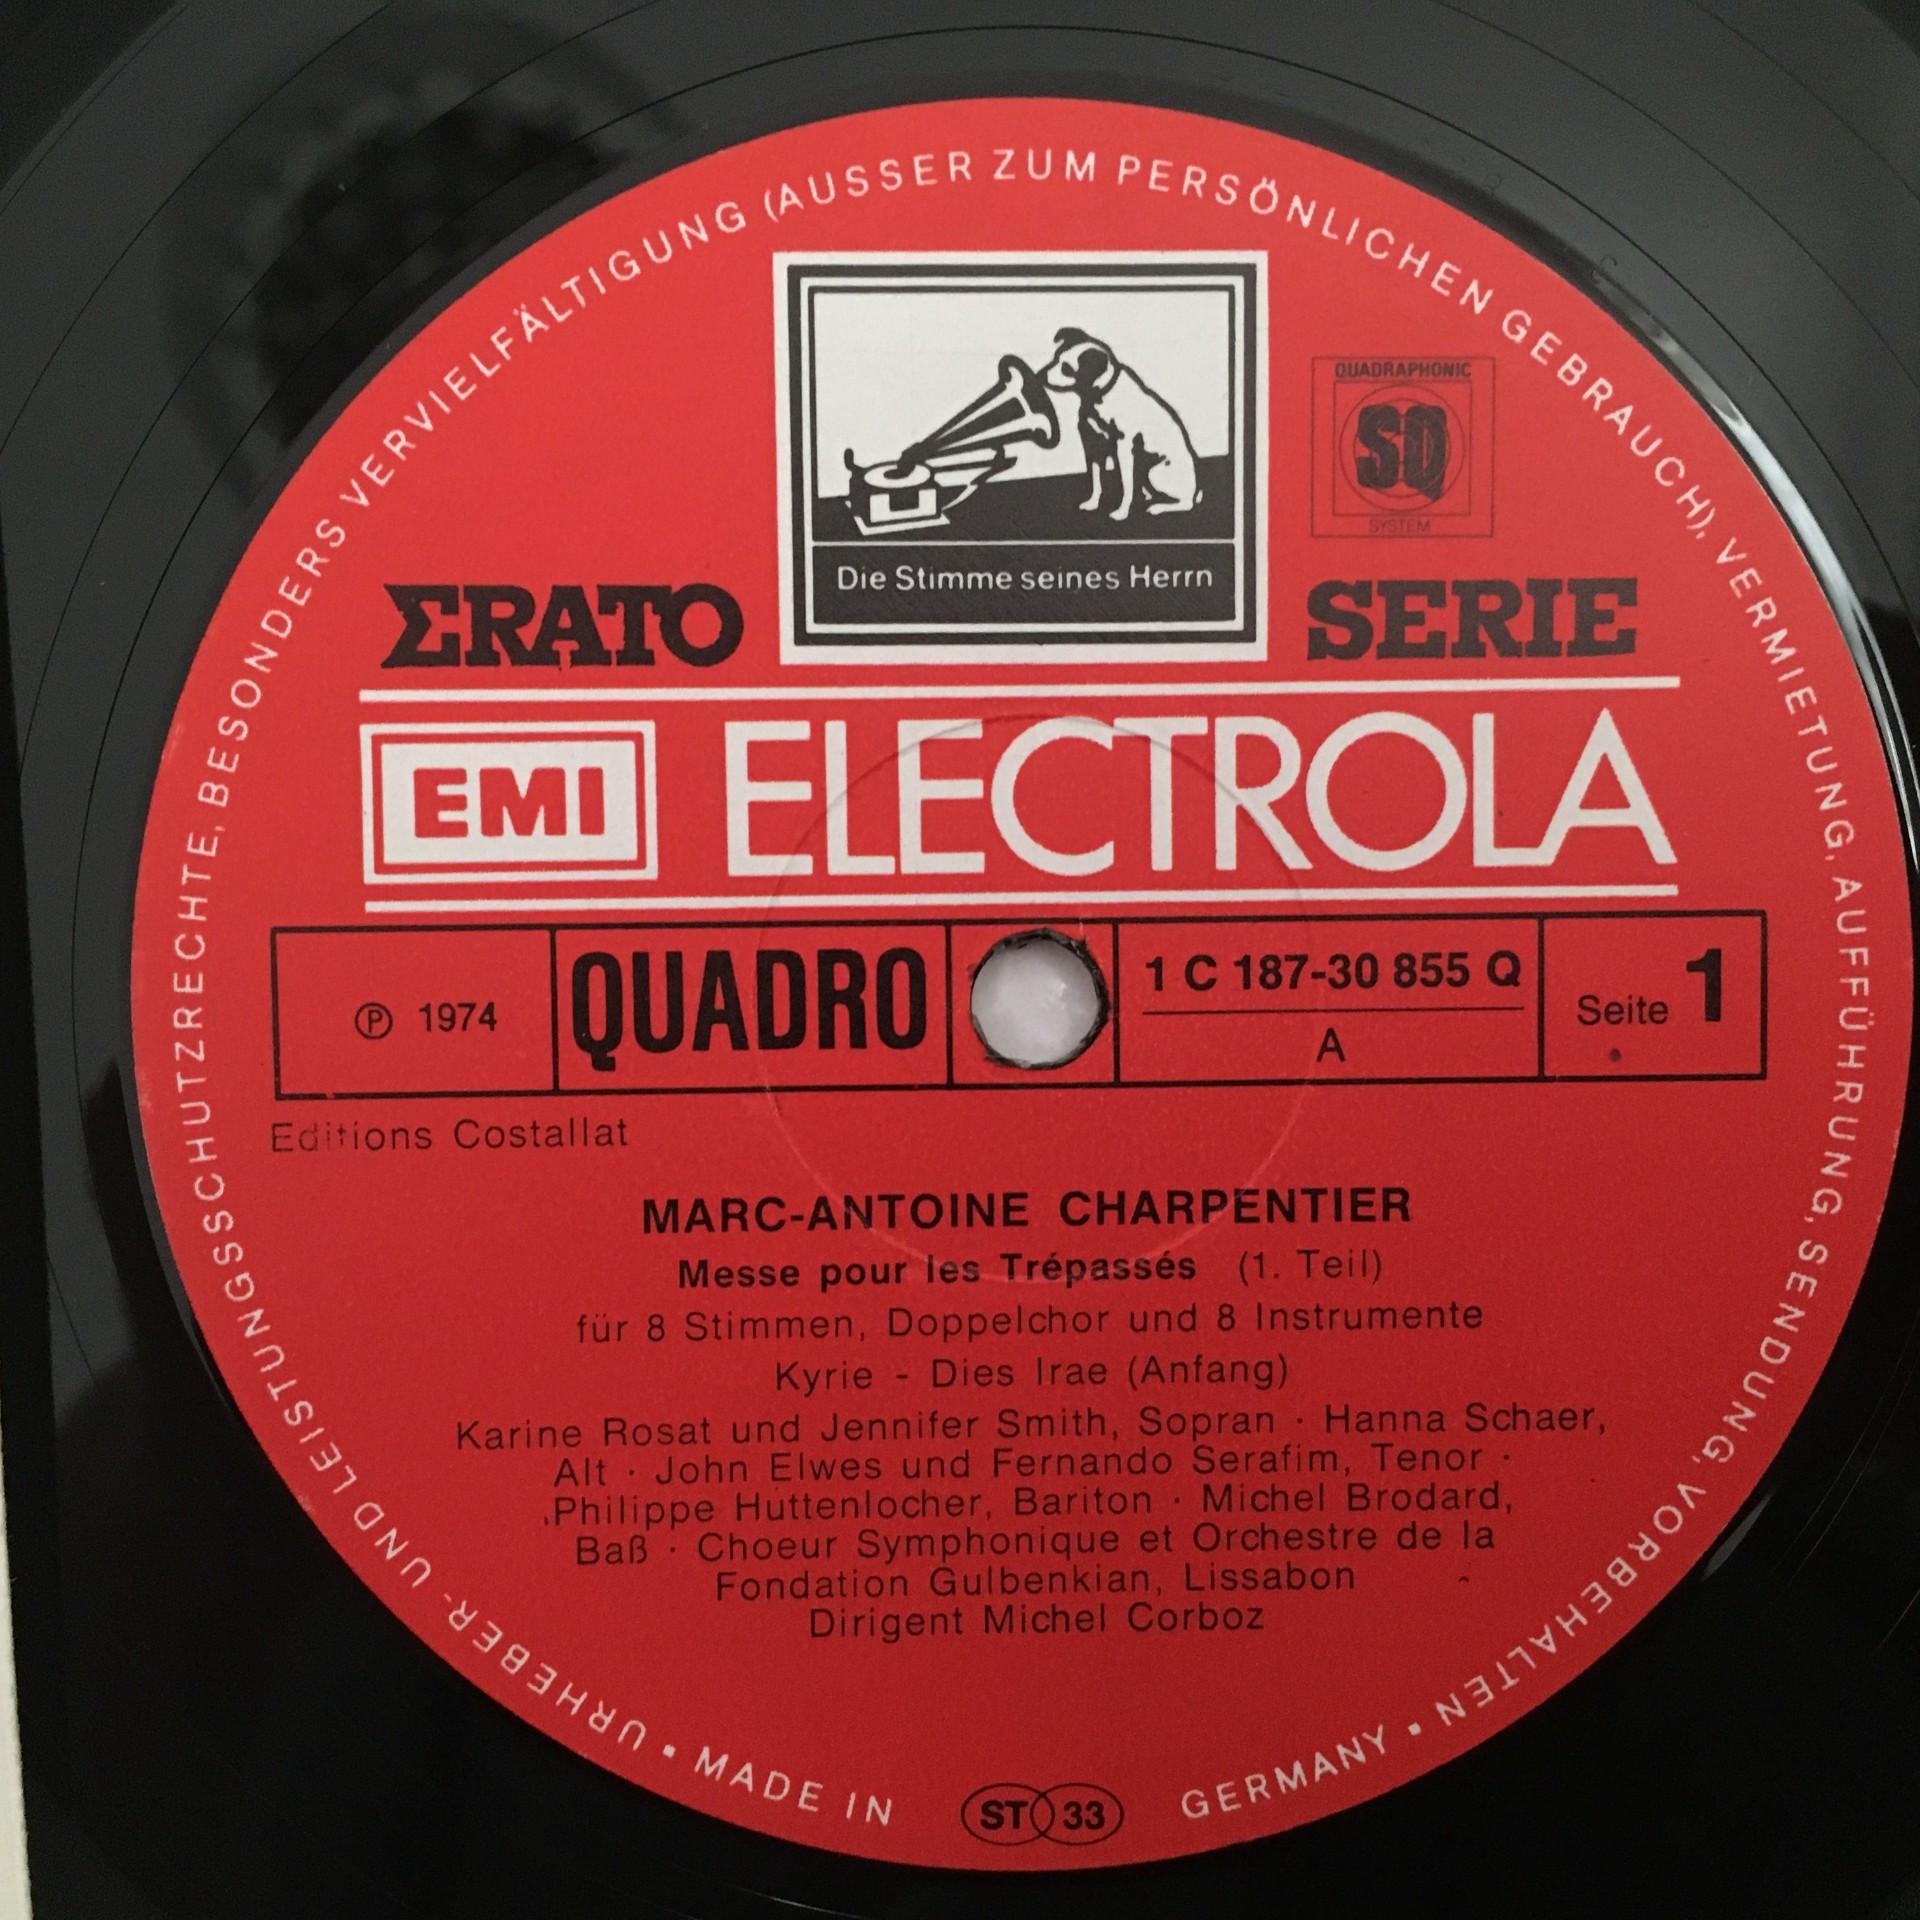 URHEBER- UND LEISTUNGSSCHUTZRECHTE, BESONDERS VERVIELFÄLTIGUNG (AUSSER ZUM PERSÖNLICHEN GEBRAUCH), VERMIETUNG, AUFFÜHRUNG, SENDUNG, VORBEHALTEN ▪
QUADRAPHONIC
SQ
SYSTEM
Die Stimme seines Herrn
ΣRATO SERIE
EMI ELECTROLA
℗ 1974 QUADRO 1 C 187-30 855 Q Seite 1
A
Editions Costallat
MARC-ANTOINE CHARPENTIER
Messe pour les Trépassés (1. Teil)
für 8 Stimmen, Doppelchor und 8 Instrumente
Kyrie - Dies Irae (Anfang)
Karine Rosat und Jennifer Smith, Sopran · Hanna Schaer,
Alt · John Elwes und Fernando Serafim, Tenor ·
Philippe Huttenlocher, Bariton · Michel Brodard,
Baß · Choeur Symphonique et Orchestre de la
Fondation Gulbenkian, Lissabon
Dirigent Michel Corboz
▪ MADE IN GERMANY
ST 33